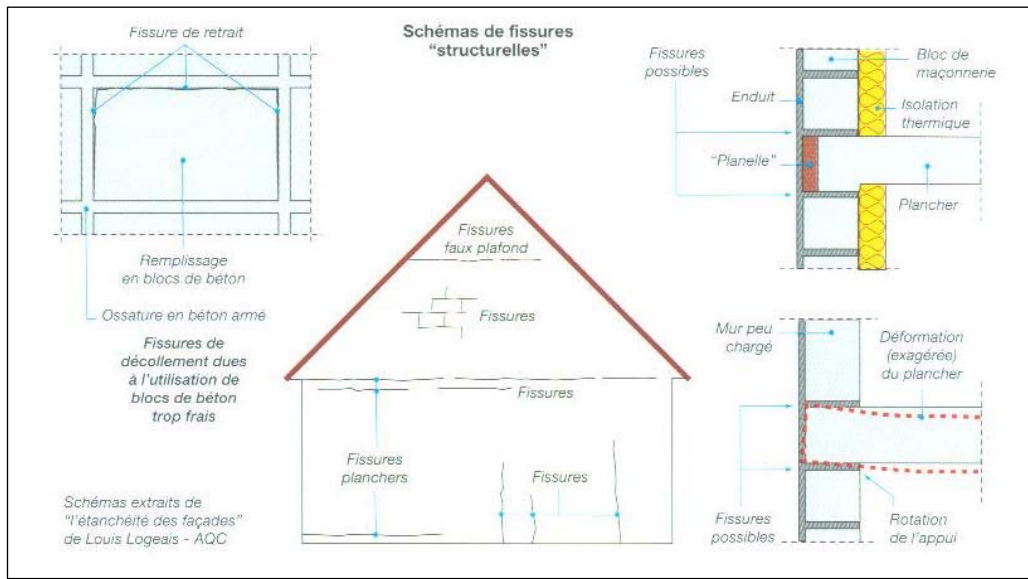 Schémas de fissures
"structurelles"
Fissure de retrait
Remplissage
en blocs de béton
Ossature en béton armé
Fissures de
décollement dues
à l'utilisation de
blocs de béton
trop frais
Schémas extraits de
"l'étanchéité des façades"
de Louis Logeais - AQC
Fissures
faux plafond
Fissures
Fissures
Fissures
planchers
Fissures
Fissures
possibles
Enduit
"Planelle"
Bloc de
maçonnerie
Isolation
thermique
Plancher
Mur peu
chargé
Déformation
(exagérée)
du plancher
Fissures
possibles
Rotation
de l'appui